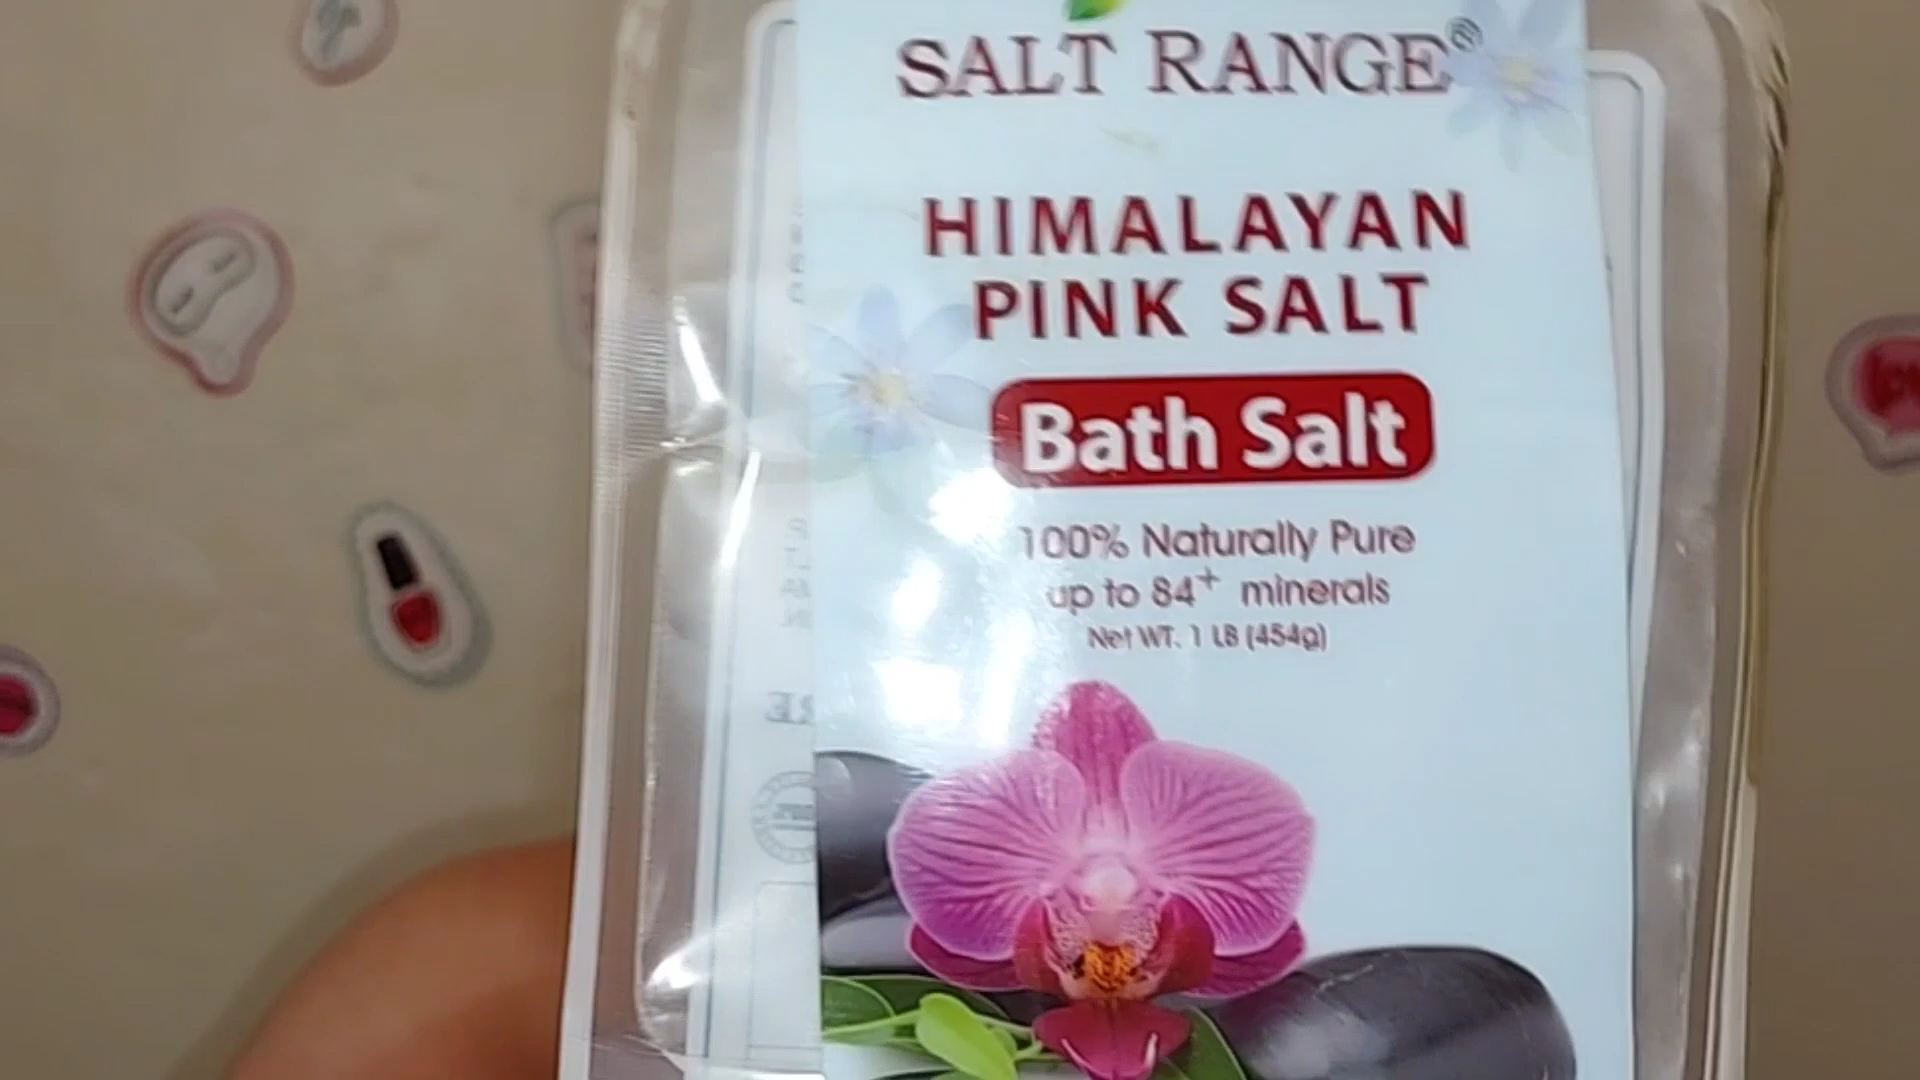 SALT RANGE®
HIMALAYAN
PINK SALT
Bath Salt
100% Naturally Pure
up to 84+ minerals
Net WT. 1 LB (454g)